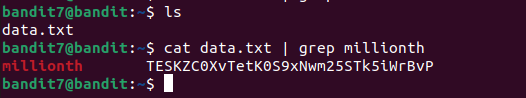 bandit7@bandit:~$ ls
data.txt
bandit7@bandit:~$ cat data.txt | grep millionth
millionth       TESKZC0XvTetK0S9xNwm25STk5iWrBvP
bandit7@bandit:~$